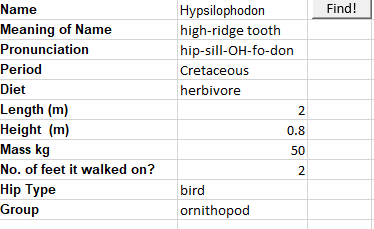 Name Hypsilophodon Find!
Meaning of Name high-ridge tooth
Pronunciation hip-sill-OH-fo-don
Period Cretaceous
Diet herbivore
Length (m) 2
Height (m) 0.8
Mass kg 50
No. of feet it walked on? 2
Hip Type bird
Group ornithopod